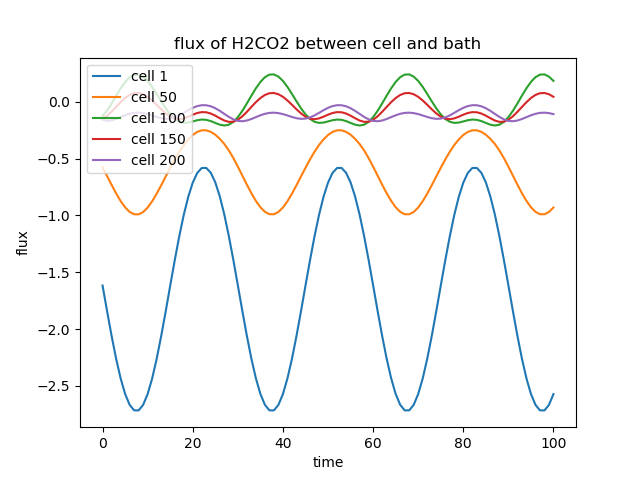 flux of H2CO2 between cell and bath
cell 1
cell 50
cell 100
cell 150
cell 200
0.0
−0.5
−1.0
−1.5
−2.0
−2.5
flux
0 20 40 60 80 100
time